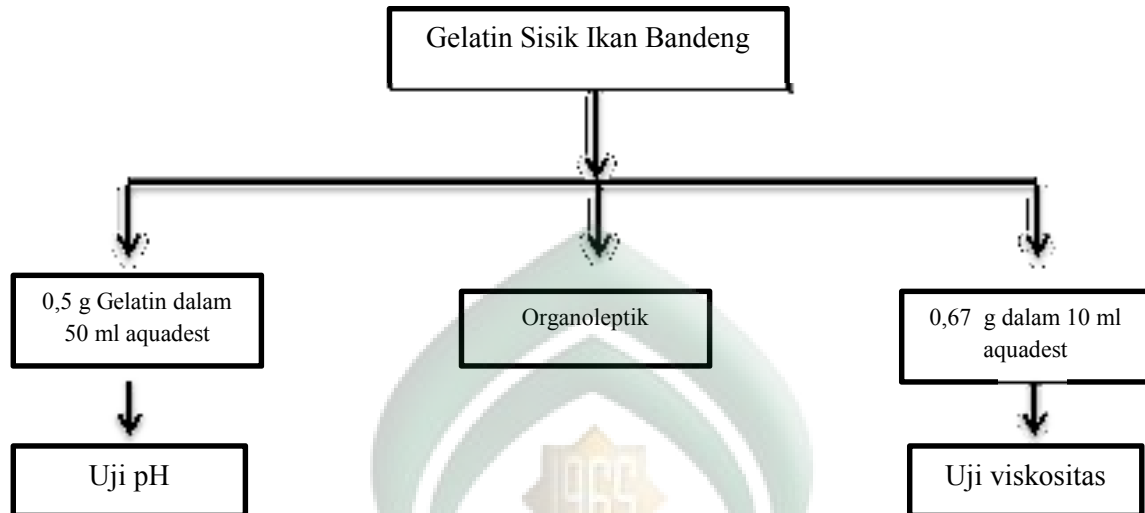 Gelatin Sisik Ikan Bandeng
0,5 g Gelatin dalam
50 ml aquadest
Organoleptik
0,67 g dalam 10 ml
aquadest
Uji pH
Uji viskositas
1965